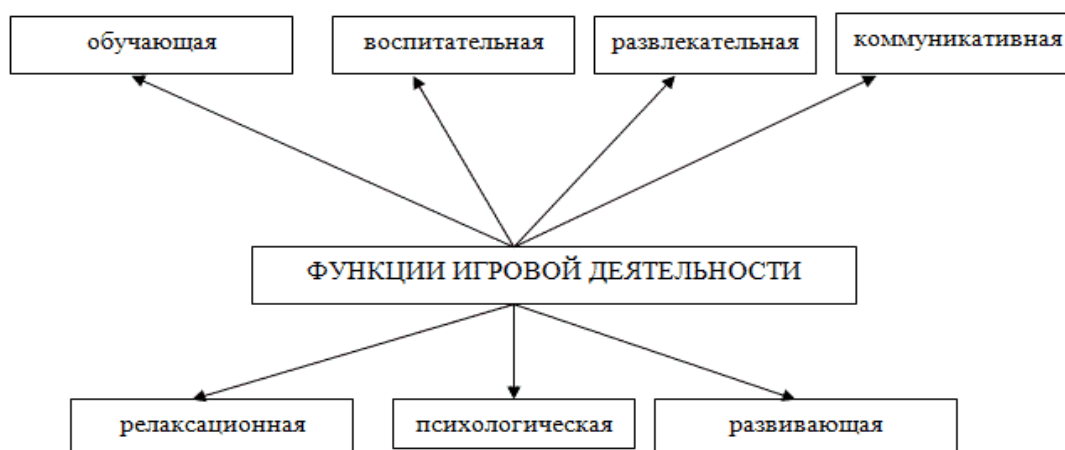 обучающая
воспитательная
развлекательная
коммуникативная
ФУНКЦИИ ИГРОВОЙ ДЕЯТЕЛЬНОСТИ
релаксационная
психологическая
развивающая